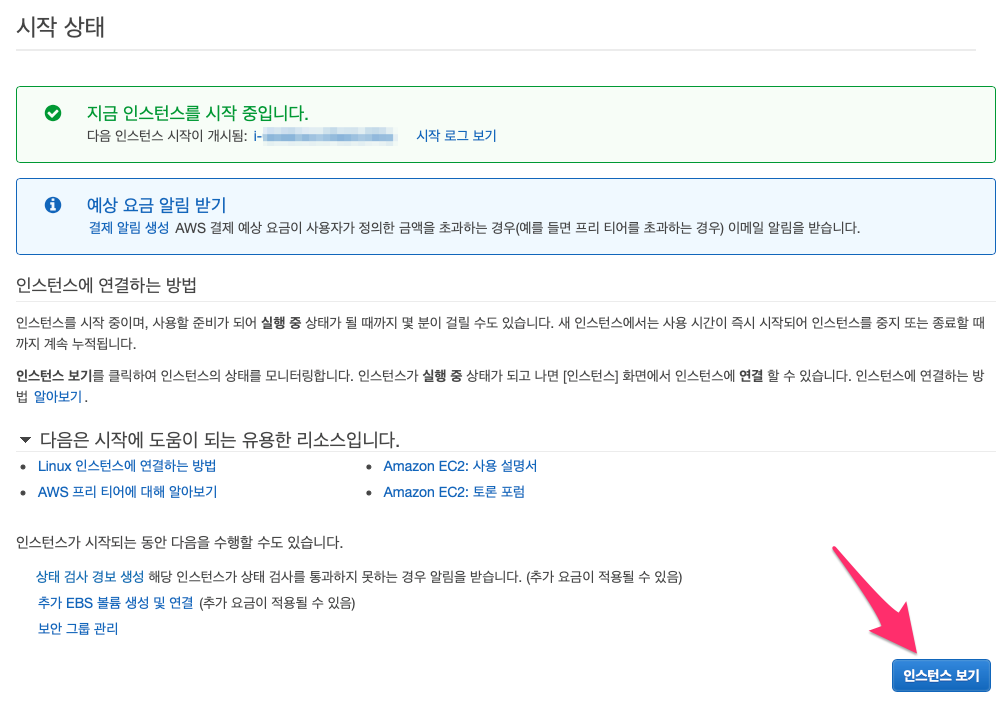 시작 상태
지금 인스턴스를 시작 중입니다.
다음 인스턴스 시작이 개시됨: i- 시작 로그 보기
예상 요금 알림 받기
결제 알림 생성 AWS 결제 예상 요금이 사용자가 정의한 금액을 초과하는 경우(예를 들면 프리 티어를 초과하는 경우) 이메일 알림을 받습니다.
인스턴스에 연결하는 방법
인스턴스를 시작 중이며, 사용할 준비가 되어 실행 중 상태가 될 때까지 몇 분이 걸릴 수도 있습니다. 새 인스턴스에서는 사용 시간이 즉시 시작되어 인스턴스를 중지 또는 종료할 때
까지 계속 누적됩니다.
인스턴스 보기를 클릭하여 인스턴스의 상태를 모니터링합니다. 인스턴스가 실행 중 상태가 되고 나면 [인스턴스] 화면에서 인스턴스에 연결 할 수 있습니다. 인스턴스에 연결하는 방
법 알아보기.
다음은 시작에 도움이 되는 유용한 리소스입니다.
• Linux 인스턴스에 연결하는 방법
• Amazon EC2: 사용 설명서
• AWS 프리 티어에 대해 알아보기
• Amazon EC2: 토론 포럼
인스턴스가 시작되는 동안 다음을 수행할 수도 있습니다.
상태 검사 경보 생성 해당 인스턴스가 상태 검사를 통과하지 못하는 경우 알림을 받습니다. (추가 요금이 적용될 수 있음)
추가 EBS 볼륨 생성 및 연결 (추가 요금이 적용될 수 있음)
보안 그룹 관리
인스턴스 보기